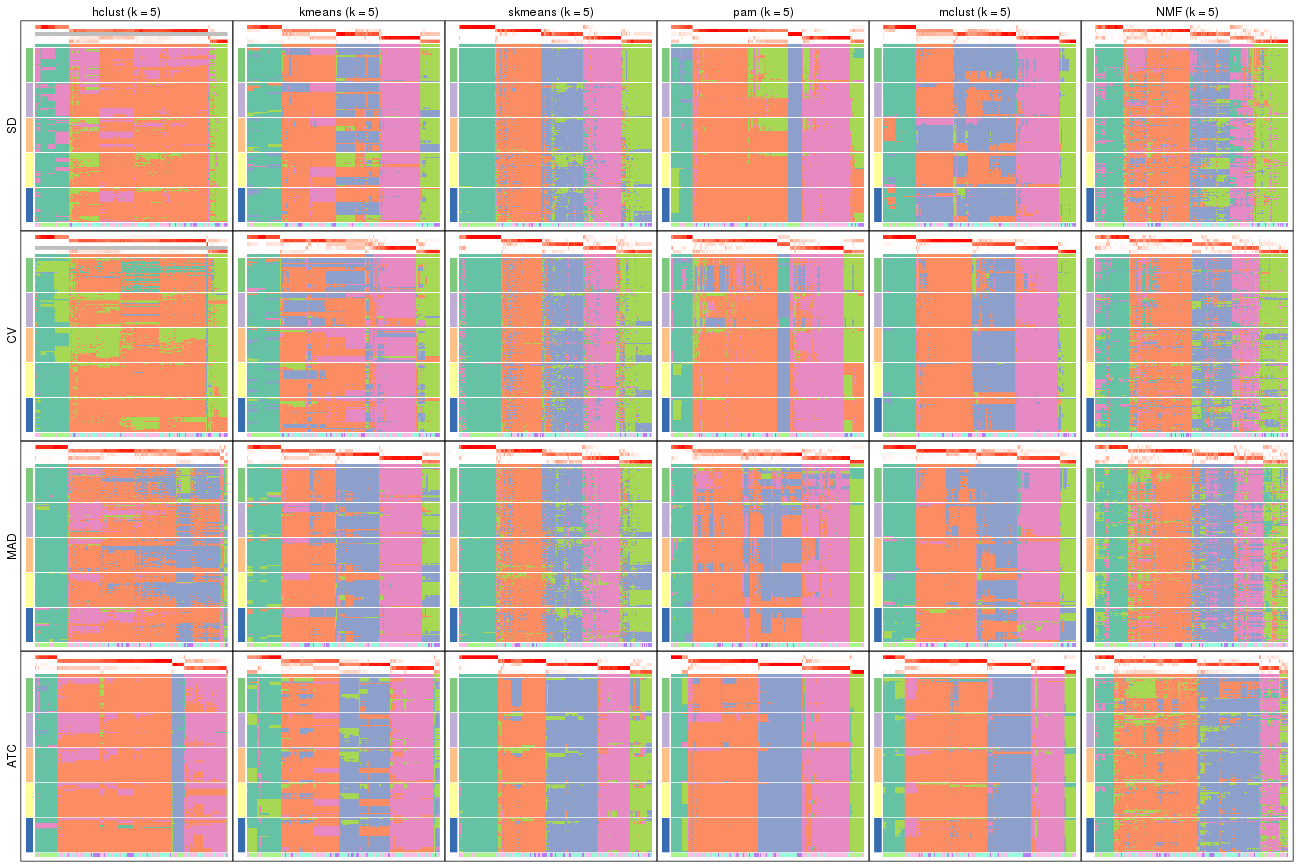 hclust (k = 5)
kmeans (k = 5)
skmeans (k = 5)
pam (k = 5)
mclust (k = 5)
NMF (k = 5)
SD
CV
MAD
ATC